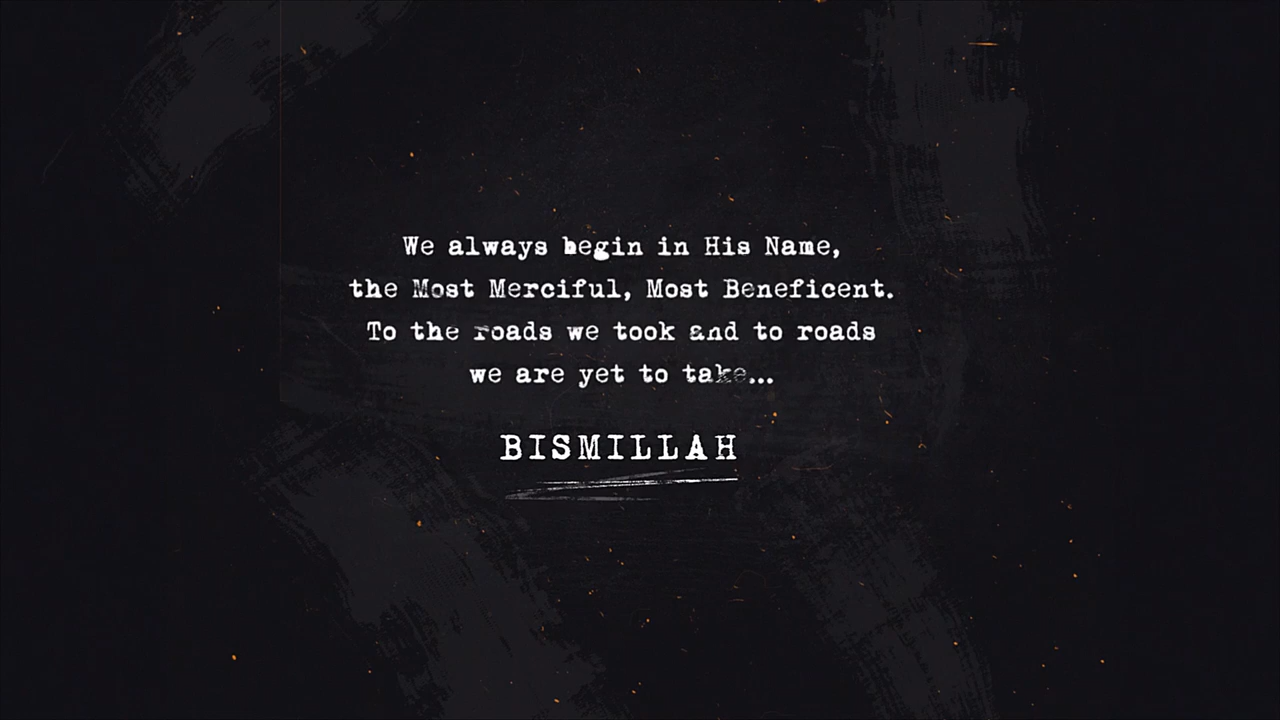 We always begin in His Name,
the Most Merciful, Most Beneficent.
To the roads we took and to roads
we are yet to take...
BISMILLAH